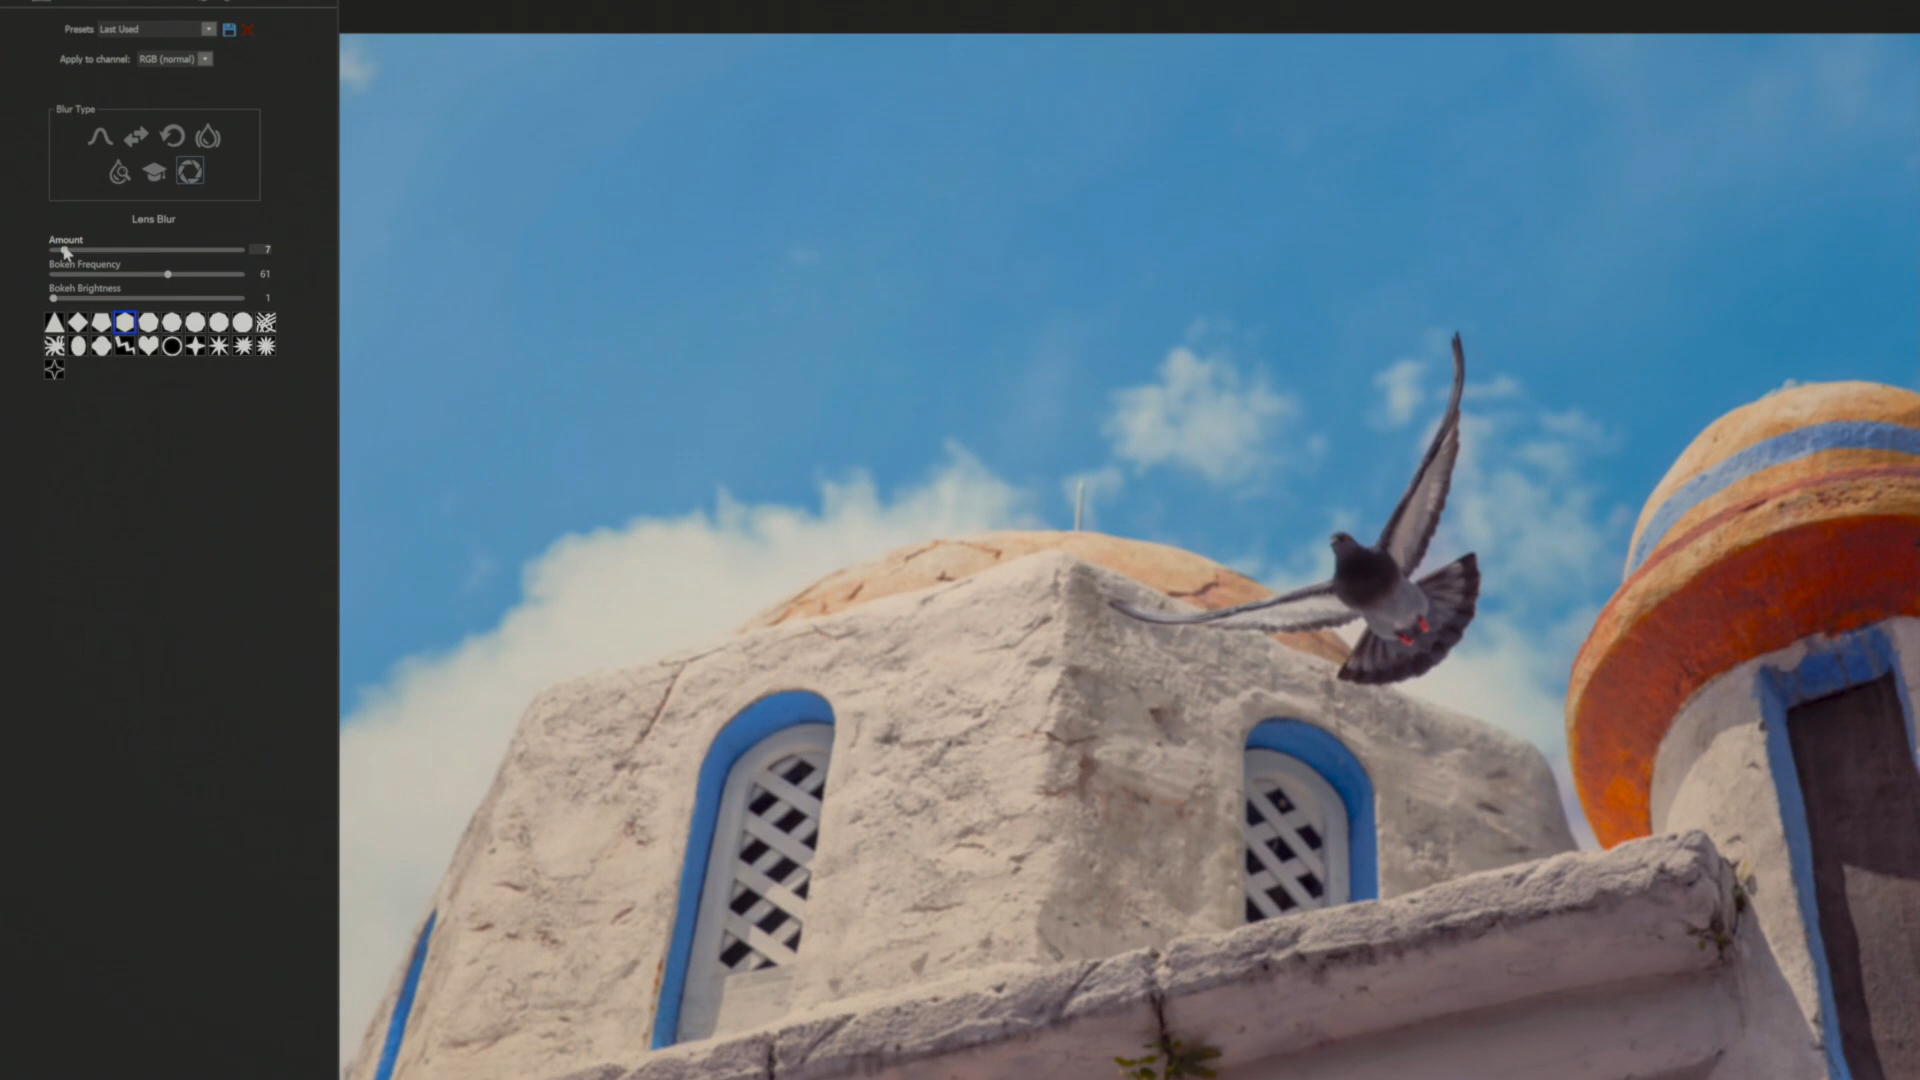 Presets Last Used
Apply to channel: RGB (normal)
Blur Type
Lens Blur
Amount 7
Bokeh Frequency 61
Bokeh Brightness 1